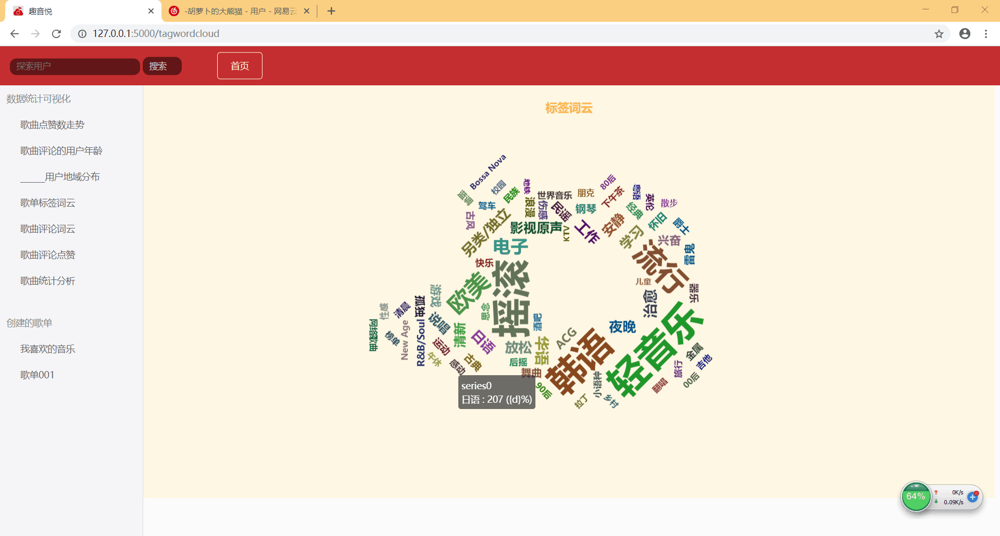 趣音悦
-胡萝卜的大熊猫 - 用户 - 网易云
127.0.0.1:5000/tagwordcloud
探索用户
搜索
首页
数据统计可视化
歌曲点赞数走势
歌曲评论的用户年龄
_____用户地域分布
歌单标签词云
歌曲评论词云
歌曲评论点赞
歌曲统计分析
创建的歌单
我喜欢的音乐
歌单001
标签词云
Bossa Nova
校园
蓝调
民族
地铁
世界音乐
朋克
80后
下午茶
粤语
英伦
散步
驾车
浪漫
伤感
民谣
钢琴
经典
怀旧
爵士
古风
另类/独立
影视原声
KTV
工作
安静
学习
兴奋
雷鬼
电子
流行
快乐
摇滚
欧美
儿童
器乐
治愈
游戏
思念
酒吧
孤独
清晨
性感
网络歌曲
榜单
New Age
R&B/Soul
说唱
清新
日语
运动
午休
感动
古典
放松
后摇
华语
ACG
夜晚
韩语
轻音乐
舞曲
90后
小语种
拉丁
乡村
翻唱
旅行
金属
吉他
00后
series0
日语 : 207 ({d}%)
64%
0K/s
0.09K/s